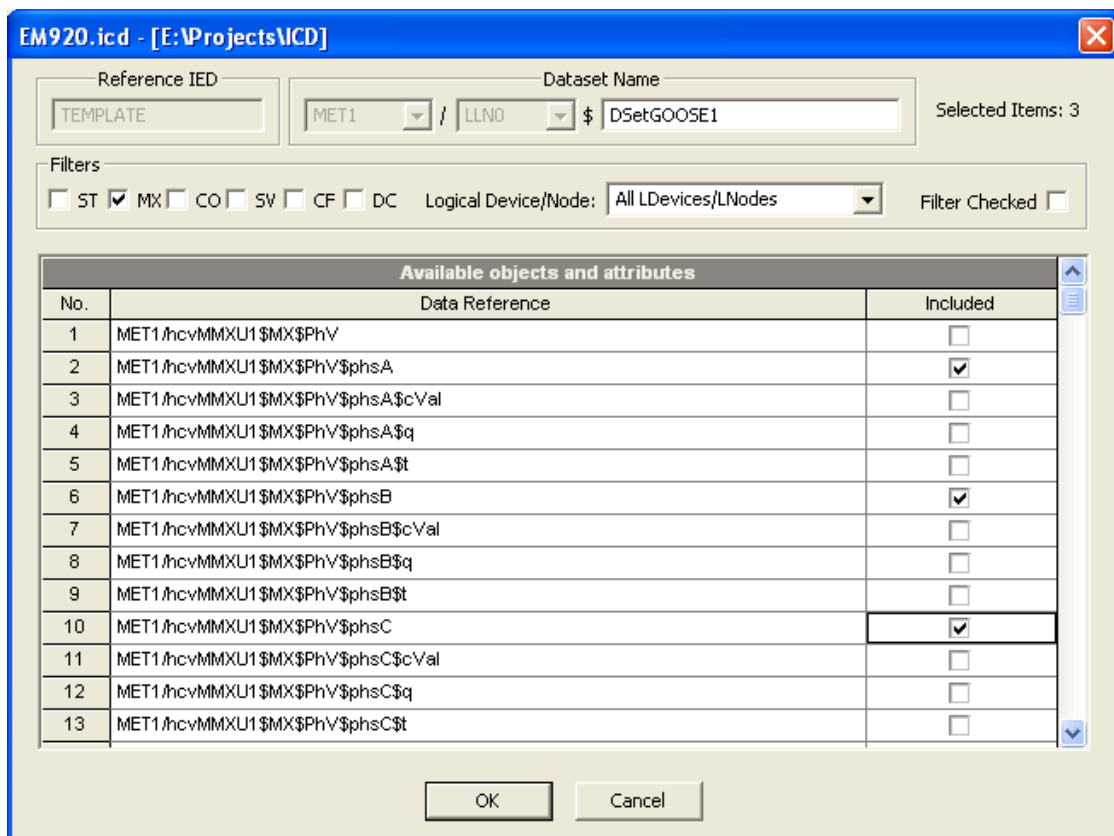 EM920.icd - [E:\Projects\ICD]
Reference IED
Dataset Name
TEMPLATE
MET1
/
LLN0
$
DSetGOOSE1
Selected Items: 3
Filters
ST MX CO SV CF DC Logical Device/Node: All LDevices/LNodes Filter Checked
Available objects and attributes
No. Data Reference Included
1 MET1/hcvMMXU1$MX$PhV
2 MET1/hcvMMXU1$MX$PhV$phsA
3 MET1/hcvMMXU1$MX$PhV$phsA$cVal
4 MET1/hcvMMXU1$MX$PhV$phsA$q
5 MET1/hcvMMXU1$MX$PhV$phsA$t
6 MET1/hcvMMXU1$MX$PhV$phsB
7 MET1/hcvMMXU1$MX$PhV$phsB$cVal
8 MET1/hcvMMXU1$MX$PhV$phsB$q
9 MET1/hcvMMXU1$MX$PhV$phsB$t
10 MET1/hcvMMXU1$MX$PhV$phsC
11 MET1/hcvMMXU1$MX$PhV$phsC$cVal
12 MET1/hcvMMXU1$MX$PhV$phsC$q
13 MET1/hcvMMXU1$MX$PhV$phsC$t
OK Cancel